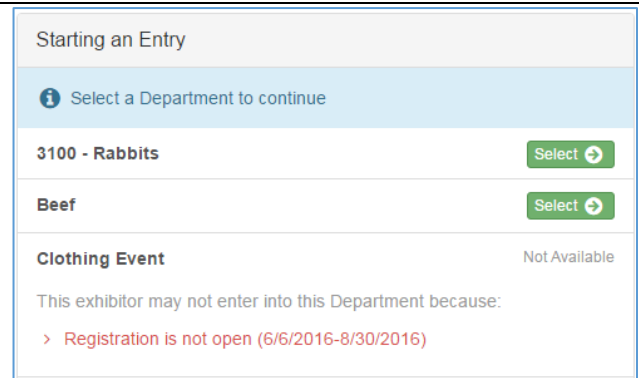 Starting an Entry
Select a Department to continue
3100 - Rabbits
Select
Beef
Select
Clothing Event
Not Available
This exhibitor may not enter into this Department because:
Registration is not open (6/6/2016-8/30/2016)